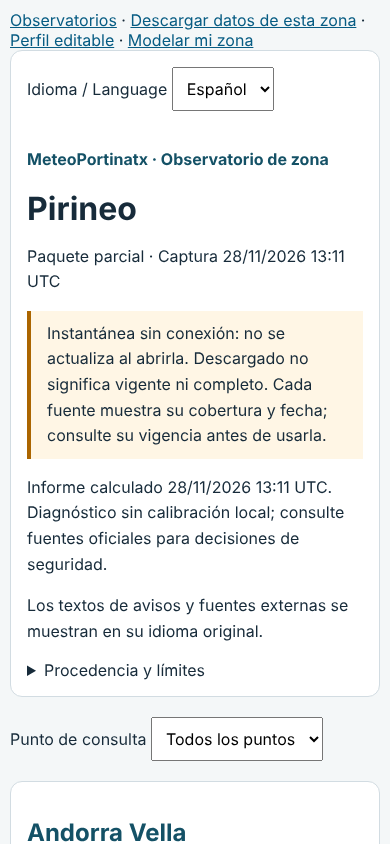 Observatorios · Descargar datos de esta zona ·
Perfil editable · Modelar mi zona
Idioma / Language Español
MeteoPortinatx · Observatorio de zona
Pirineo
Paquete parcial · Captura 28/11/2026 13:11
UTC
Instantánea sin conexión: no se
actualiza al abrirla. Descargado no
significa vigente ni completo. Cada
fuente muestra su cobertura y fecha;
consulte su vigencia antes de usarla.
Informe calculado 28/11/2026 13:11 UTC.
Diagnóstico sin calibración local; consulte
fuentes oficiales para decisiones de
seguridad.
Los textos de avisos y fuentes externas se
muestran en su idioma original.
Procedencia y límites
Punto de consulta Todos los puntos
Andorra Vella